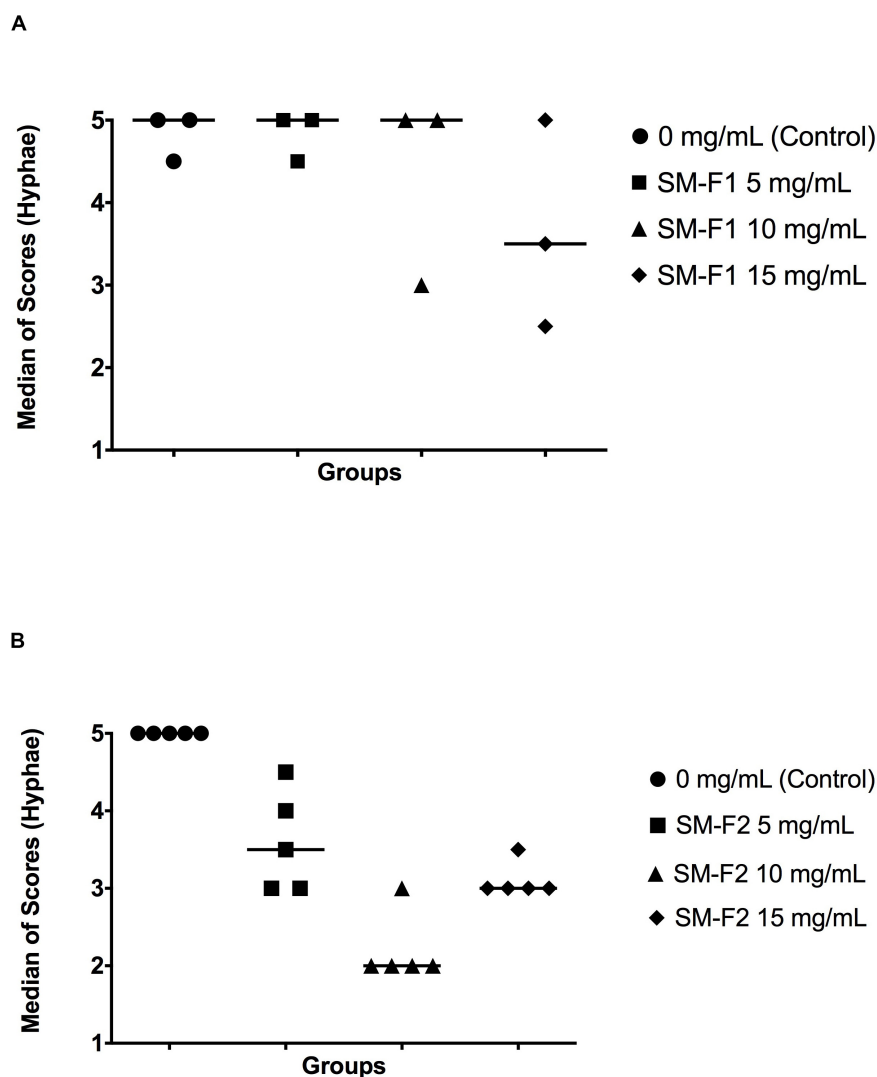 A
Median of Scores (Hyphae)
5
4
3
2
1
Groups
0 mg/mL (Control)
SM-F1 5 mg/mL
SM-F1 10 mg/mL
SM-F1 15 mg/mL
B
Median of Scores (Hyphae)
5
4
3
2
1
Groups
0 mg/mL (Control)
SM-F2 5 mg/mL
SM-F2 10 mg/mL
SM-F2 15 mg/mL